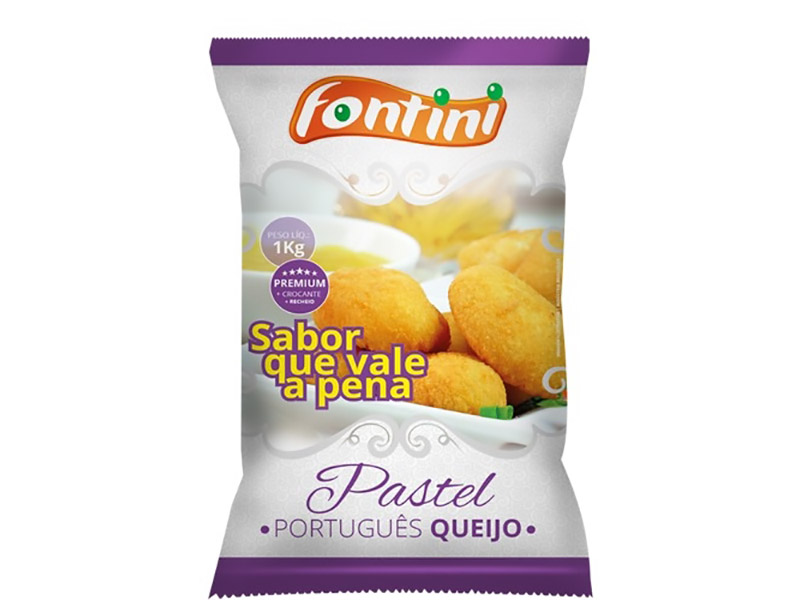 fontini
PESO LÍQ.:
1Kg
PREMIUM
+ CROCANTE
+ RECHEIO
Sabor
que vale
a pena
Pastel
• PORTUGUÊS QUEIJO •